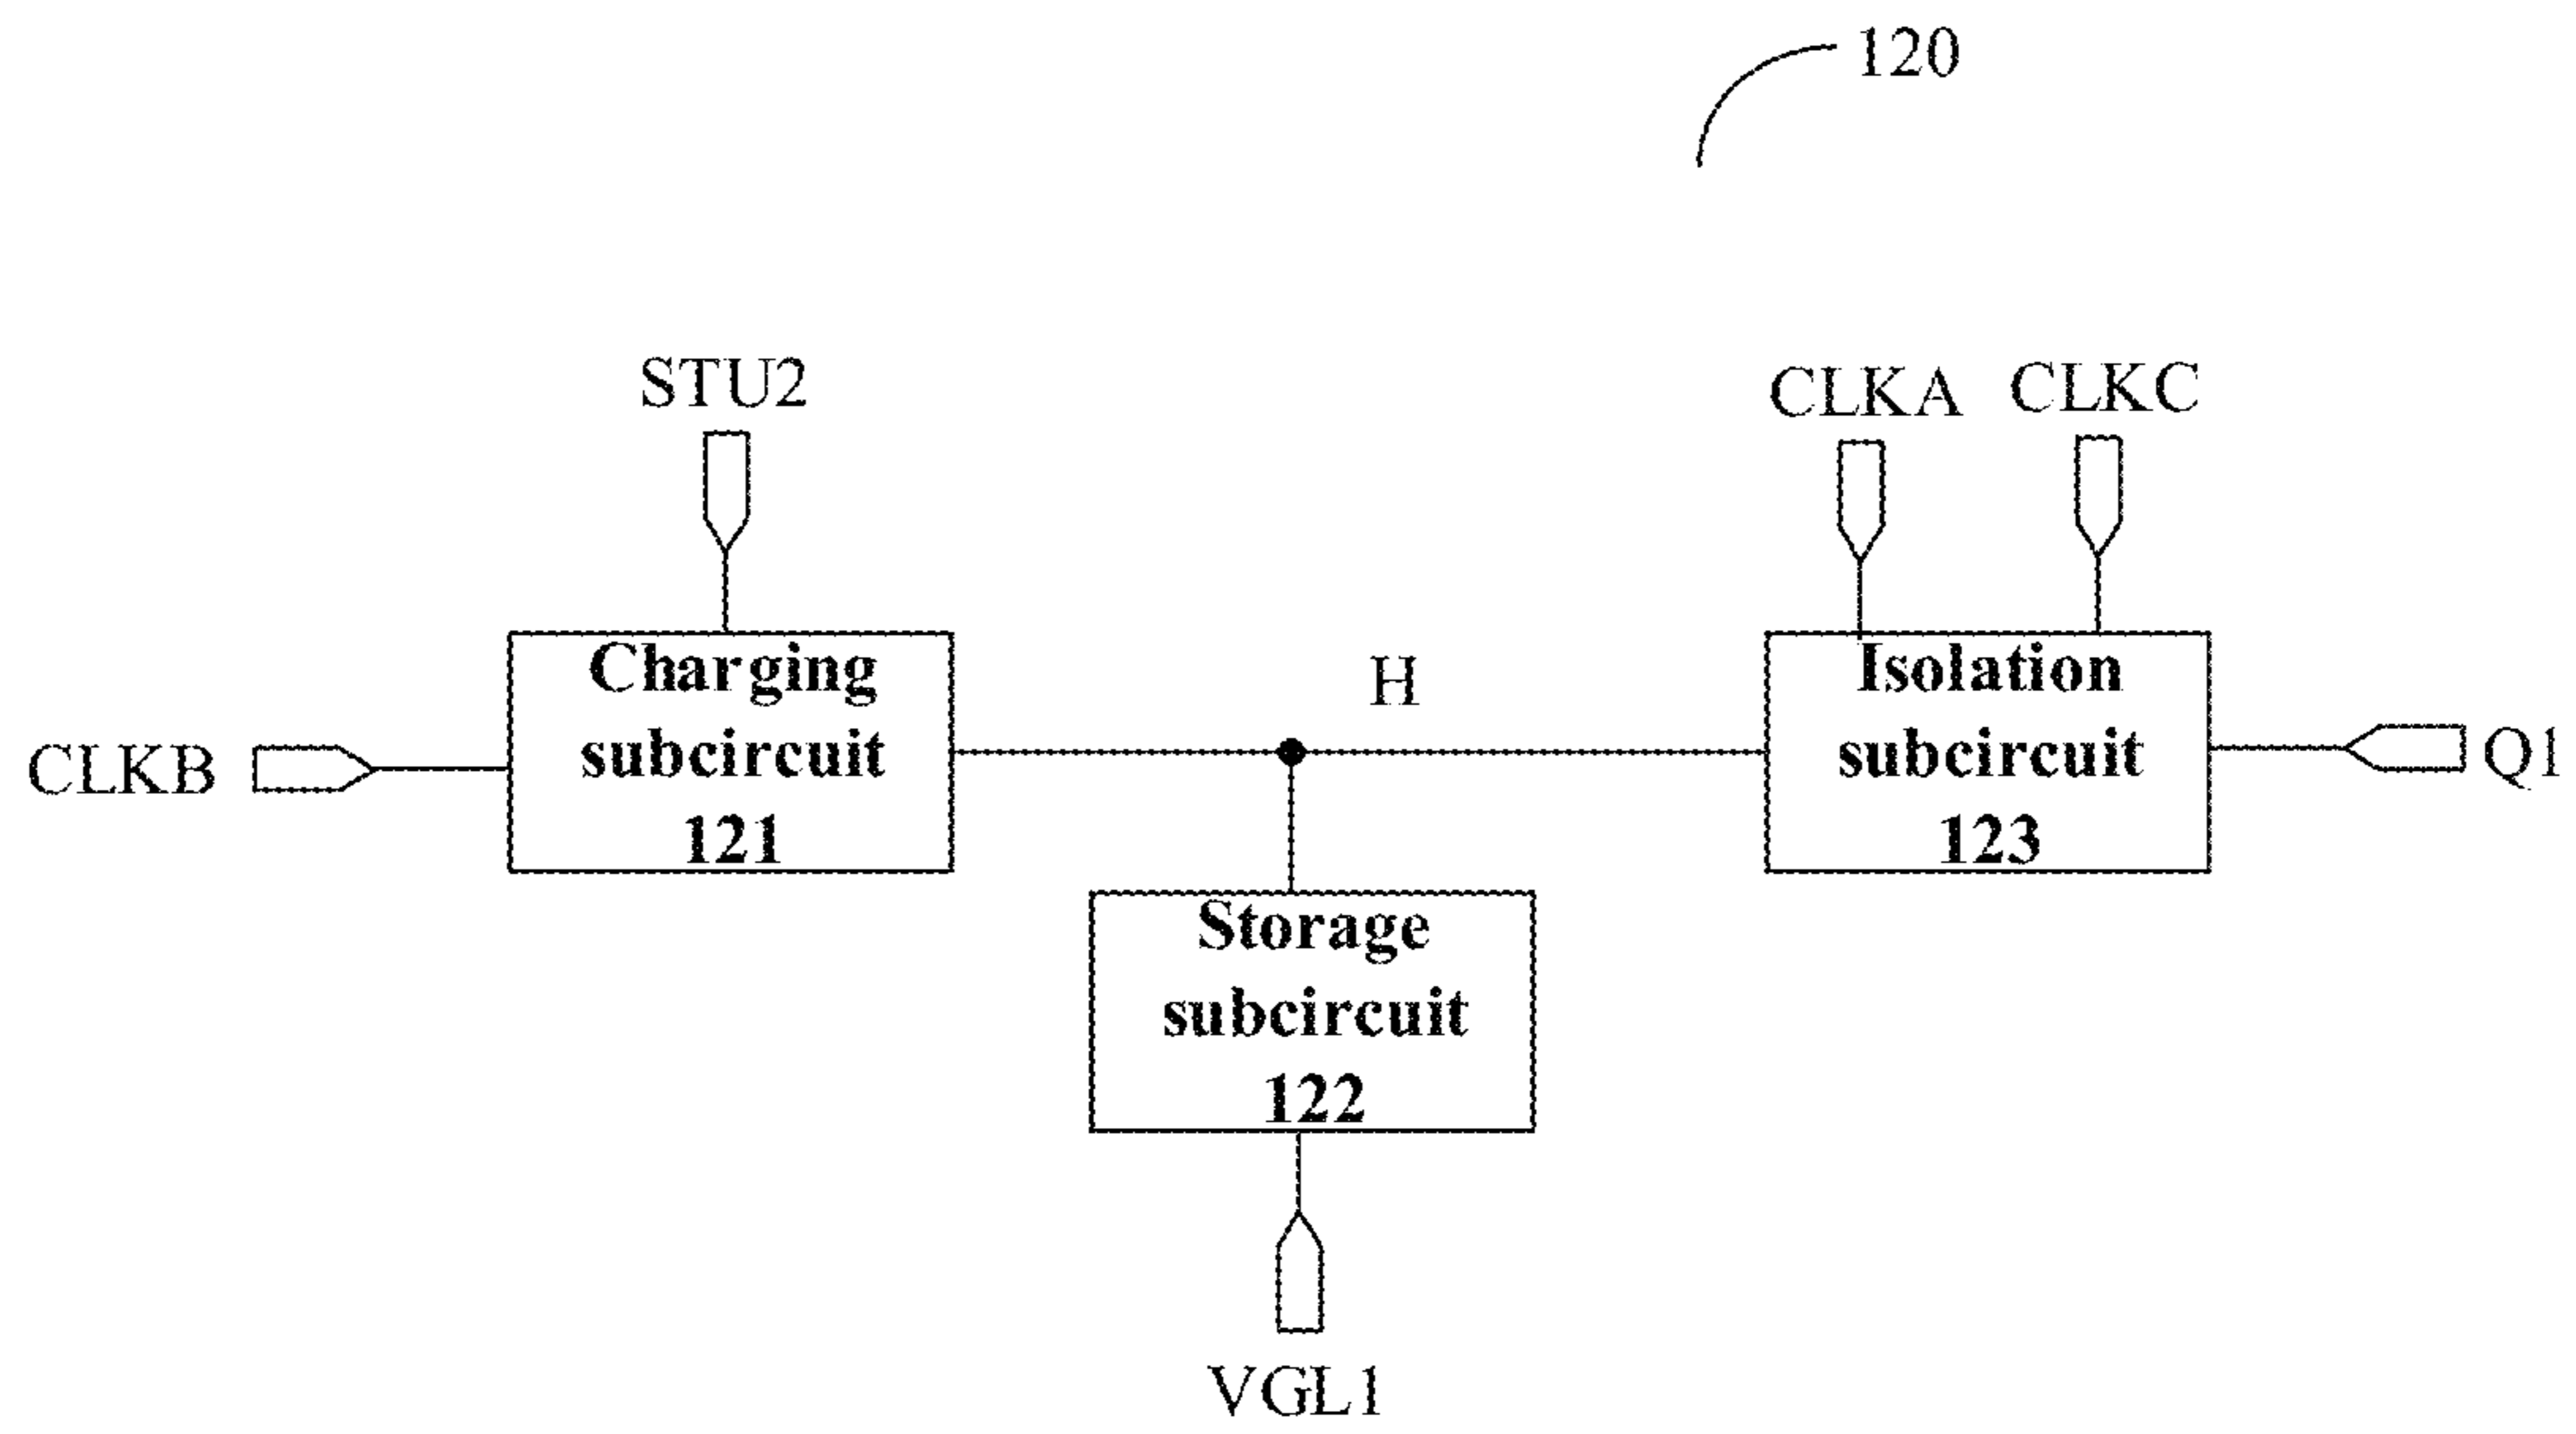 120
STU2
CLKA
CLKC
Charging
subcircuit
121
H
Isolation
subcircuit
123
CLKB
Q1
Storage
subcircuit
122
VGL1